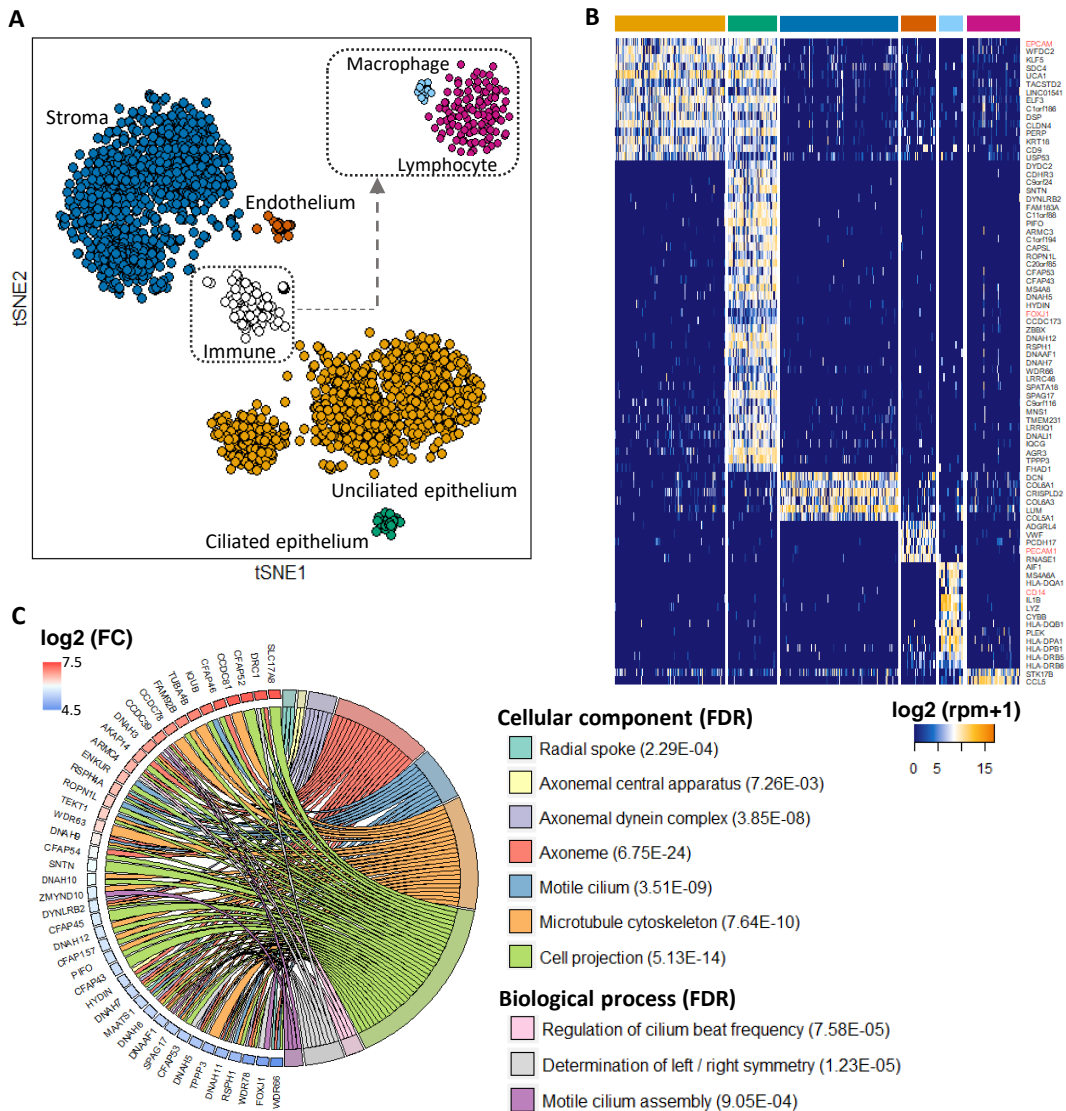 A
Macrophage
Stroma
Lymphocyte
Endothelium
Immune
Unciliated epithelium
Ciliated epithelium
tSNE2
tSNE1
B
EPCAM
WFDC2
KLF5
SDC4
UCA1
TACSTD2
LINC01541
ELF3
C1orf186
DSP
CLDN4
PERP
KRT18
CD9
USP53
DYDC2
CDHR3
C9orf24
SNTN
DYNLRB2
FAM183A
C11orf88
PIFO
ARMC3
C1orf194
CAPSL
ROPN1L
C20orf85
CFAP53
CFAP43
MS4A8
DNAH5
HYDIN
FOXJ1
CCDC173
ZBBX
DNAH12
RSPH1
DNAAF1
DNAH7
WDR66
LRRC46
SPATA18
SPAG17
C9orf116
MNS1
TMEM231
LRRIQ1
DNALI1
IQCG
AGR3
TPPP3
FHAD1
DCN
COL6A1
CRISPLD2
COL6A3
LUM
COL5A1
ADGRL4
VWF
PCDH17
PECAM1
RNASE1
AIF1
MS4A6A
HLA-DQA1
CD14
IL1B
LYZ
CYBB
HLA-DQB1
PLEK
HLA-DPA1
HLA-DPB1
HLA-DRB5
HLA-DRB6
STK17B
CCL5
log2 (rpm+1)
0 5 15
C
log2 (FC)
7.5
4.5
SLC17A8
DRC1
CFAP52
CCDC81
CFAP46
IQUB
TUBA4B
FAM92B
CCDC78
CCDC39
DNAH3
AKAP14
ARMC4
ENKUR
RSPH4A
ROPN1L
TEKT1
WDR63
DNAH9
CFAP54
SNTN
DNAH10
ZMYND10
DYNLRB2
CFAP45
DNAH12
CFAP157
PIFO
CFAP43
HYDIN
DNAH7
MAATS1
DNAH6
DNAAF1
SPAG17
CFAP53
DNAH5
TPPP3
DNAH11
RSPH1
WDR78
FOXJ1
WDR66
Cellular component (FDR)
Radial spoke (2.29E-04)
Axonemal central apparatus (7.26E-03)
Axonemal dynein complex (3.85E-08)
Axoneme (6.75E-24)
Motile cilium (3.51E-09)
Microtubule cytoskeleton (7.64E-10)
Cell projection (5.13E-14)
Biological process (FDR)
Regulation of cilium beat frequency (7.58E-05)
Determination of left / right symmetry (1.23E-05)
Motile cilium assembly (9.05E-04)